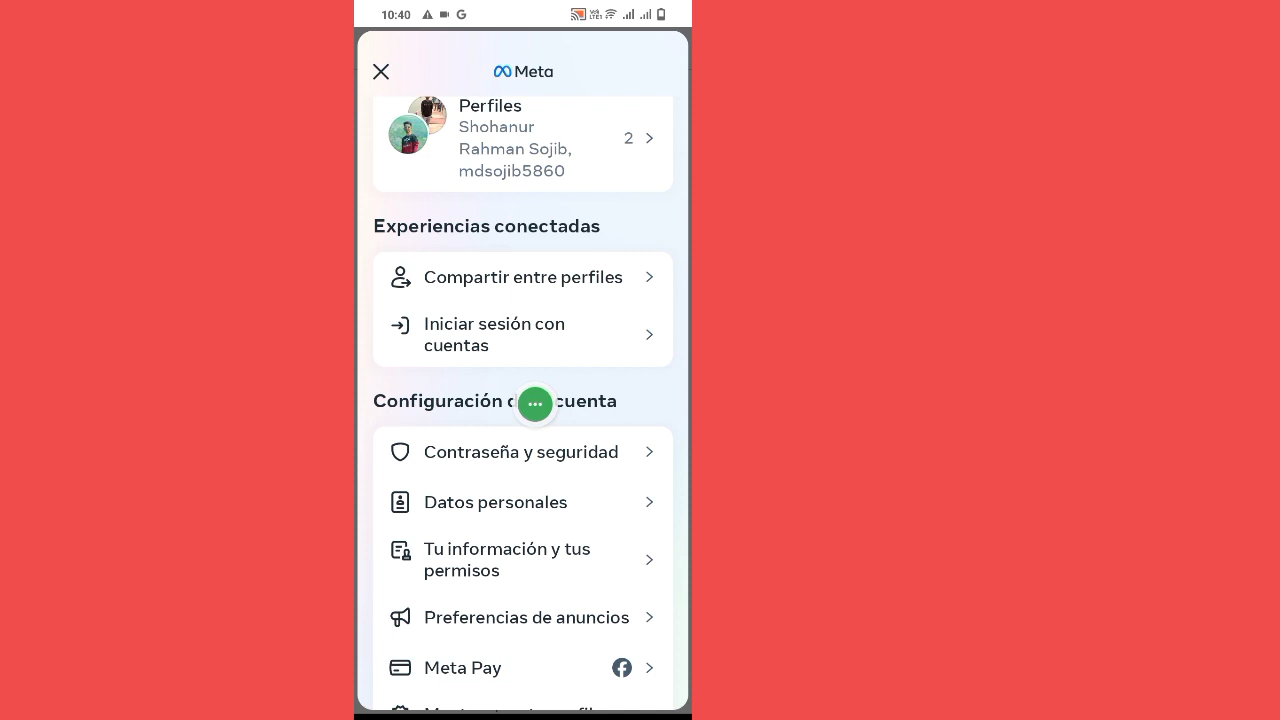 10:40
Meta
Perfiles
Shohanur
Rahman Sojib,
mdsojib5860
2
Experiencias conectadas
Compartir entre perfiles
Iniciar sesión con
cuentas
Configuración cuenta
Contraseña y seguridad
Datos personales
Tu información y tus
permisos
Preferencias de anuncios
Meta Pay